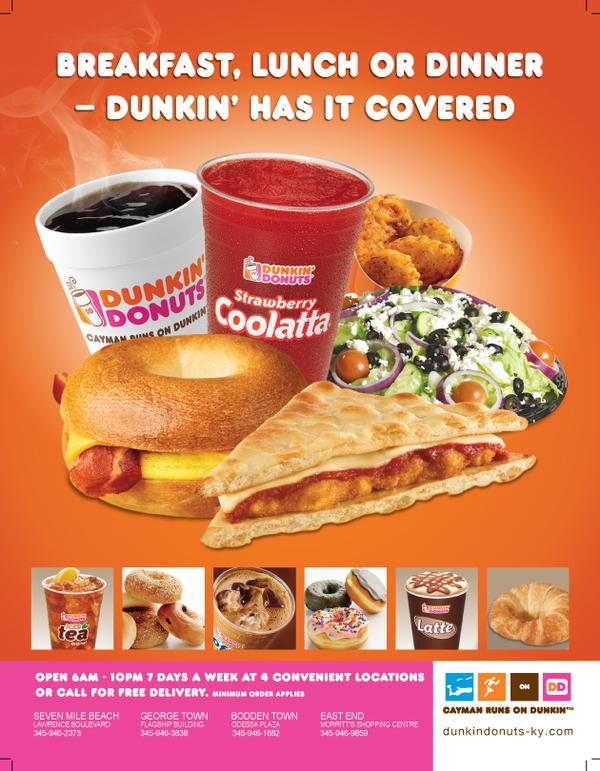 BREAKFAST, LUNCH OR DINNER
– DUNKIN' HAS IT COVERED
DUNKIN'
DONUTS
CAYMAN RUNS ON DUNKIN'
DUNKIN'
DONUTS
Strawberry
Coolatta
ICED
tea
Latte
OPEN 6AM - 10PM 7 DAYS A WEEK AT 4 CONVENIENT LOCATIONS
OR CALL FOR FREE DELIVERY. MINIMUM ORDER APPLIES
SEVEN MILE BEACH
LAWRENCE BOULEVARD
345-946-2373
GEORGE TOWN
FLAGSHIP BUILDING
345-946-3838
BODDEN TOWN
ODESSA PLAZA
345-946-1682
EAST END
MORRITT'S SHOPPING CENTRE
345-946-9859
ON
DD
CAYMAN RUNS ON DUNKIN'™
dunkindonuts-ky.com